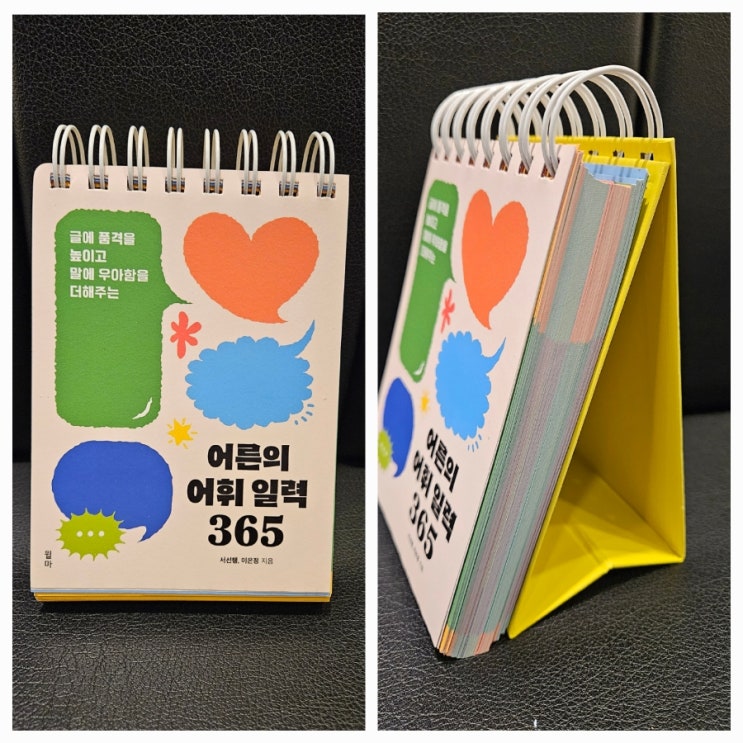 글에 품격을
높이고
말에 우아함을
더해주는
어른의
어휘 일력
365
서선행, 이은정 지음
윌마
어른의
어휘 일력
365